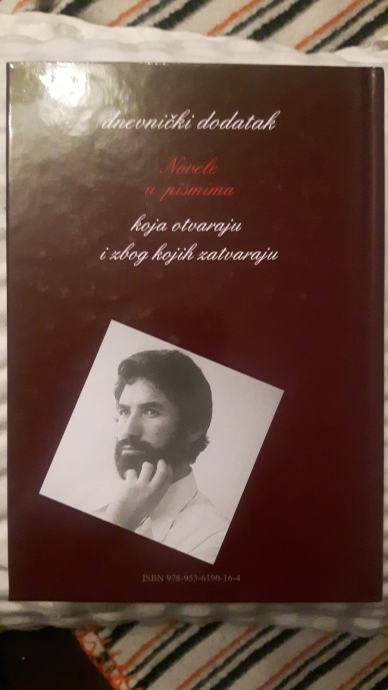 dnevnički dodatak
Novele
u pismima
koja otvaraju
i zbog kojih zatvaraju
ISBN 978-953-6190-16-4